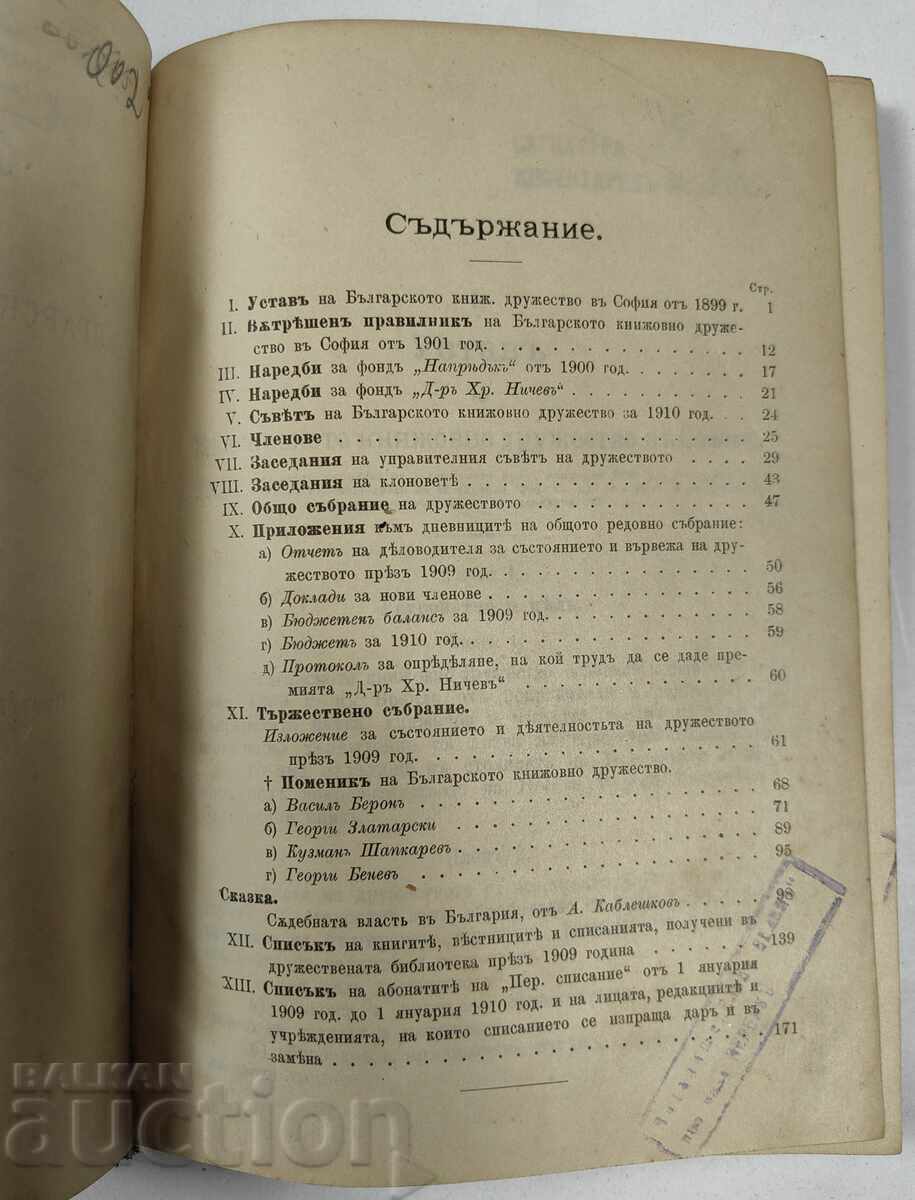 Съдържание.
Стр.
I. Уставъ на Българското книж. дружество въ София отъ 1899 г. 1
II. Вѫтрѣшенъ правилникъ на Българското книжовно друже-
ство въ София отъ 1901 год. . . . . . . . . . . . . 12
III. Наредби за фондъ „Напрѣдъкъ“ отъ 1900 год. . . . . . . . 17
IV. Наредби за фондъ „Д-ръ Хр. Ничевъ“ . . . . . . . . . . 21
V. Съвѣтъ на Българското книжовно дружество за 1910 год. . . 24
VI. Членове . . . . . . . . . . . . . . . . . . . . 25
VII. Заседания на управителния съвѣтъ на дружеството . . . . 29
VIII. Заседания на клоноветѣ . . . . . . . . . . . . . . . 43
IX. Общо събрание на дружеството . . . . . . . . . . . . 47
X. Приложения къмъ дневницитѣ на общото редовно събрание:
а) Отчетъ на дѣловодителя за състоянието и вървежа на дру-
жеството прѣзъ 1909 год. . . . . . . . . . . . . . 50
б) Доклади за нови членове . . . . . . . . . . . . . . 56
в) Бюджетенъ балансъ за 1909 год. . . . . . . . . . . . 58
г) Бюджетъ за 1910 год. . . . . . . . . . . . . . . . 59
д) Протоколъ за опрѣдѣляне, на кой трудъ да се даде пре-
мията „Д-ръ Хр. Ничевъ“ . . . . . . . . . . . . . 60
XI. Тържествено събрание.
Изложение за състоянието и дѣятелностьта на дружеството
прѣзъ 1909 год. . . . . . . . . . . . . . . . . . 61
† Поменикъ на Българското книжовно дружество.
а) Василъ Беронъ . . . . . . . . . . . . . . . . . 68
б) Георги Златарски . . . . . . . . . . . . . . . . 71
в) Кузманъ Шапкаревъ . . . . . . . . . . . . . . . 89
г) Георги Беневъ . . . . . . . . . . . . . . . . . 95
Сказка.
Сѫдебната власть въ България, отъ А. Каблешковъ . . . . . 98
XII. Списъкъ на книгитѣ, вѣстницитѣ и списанията, получени въ
дружествената библиотека прѣзъ 1909 година . . . . . . 139
XIII. Списъкъ на абонатитѣ на „Пер. списание“ отъ 1 януария
1909 год. до 1 януария 1910 год. и на лицата, редакциитѣ и
учрѣжденията, на които списанието се изпраща даръ и въ
замѣна . . . . . . . . . . . . . . . . . . . . 171
BALKAN
auction